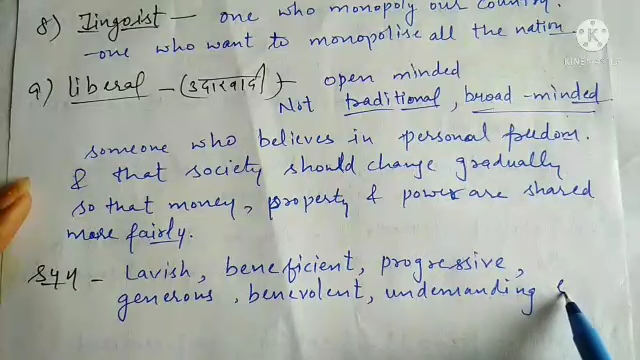 8) Jingoist — one who monopoly our country.
- one who want to monopolise all the nation
9) liberal — (उदारवादी) - open minded
Not traditional, broad-minded
someone who believes in personal freedom.
& that society should change gradually
so that money, property & power are shared
more fairly.
Syy - Lavish, beneficient, progressive,
generous, benevolent, undemanding
KINEMASTER